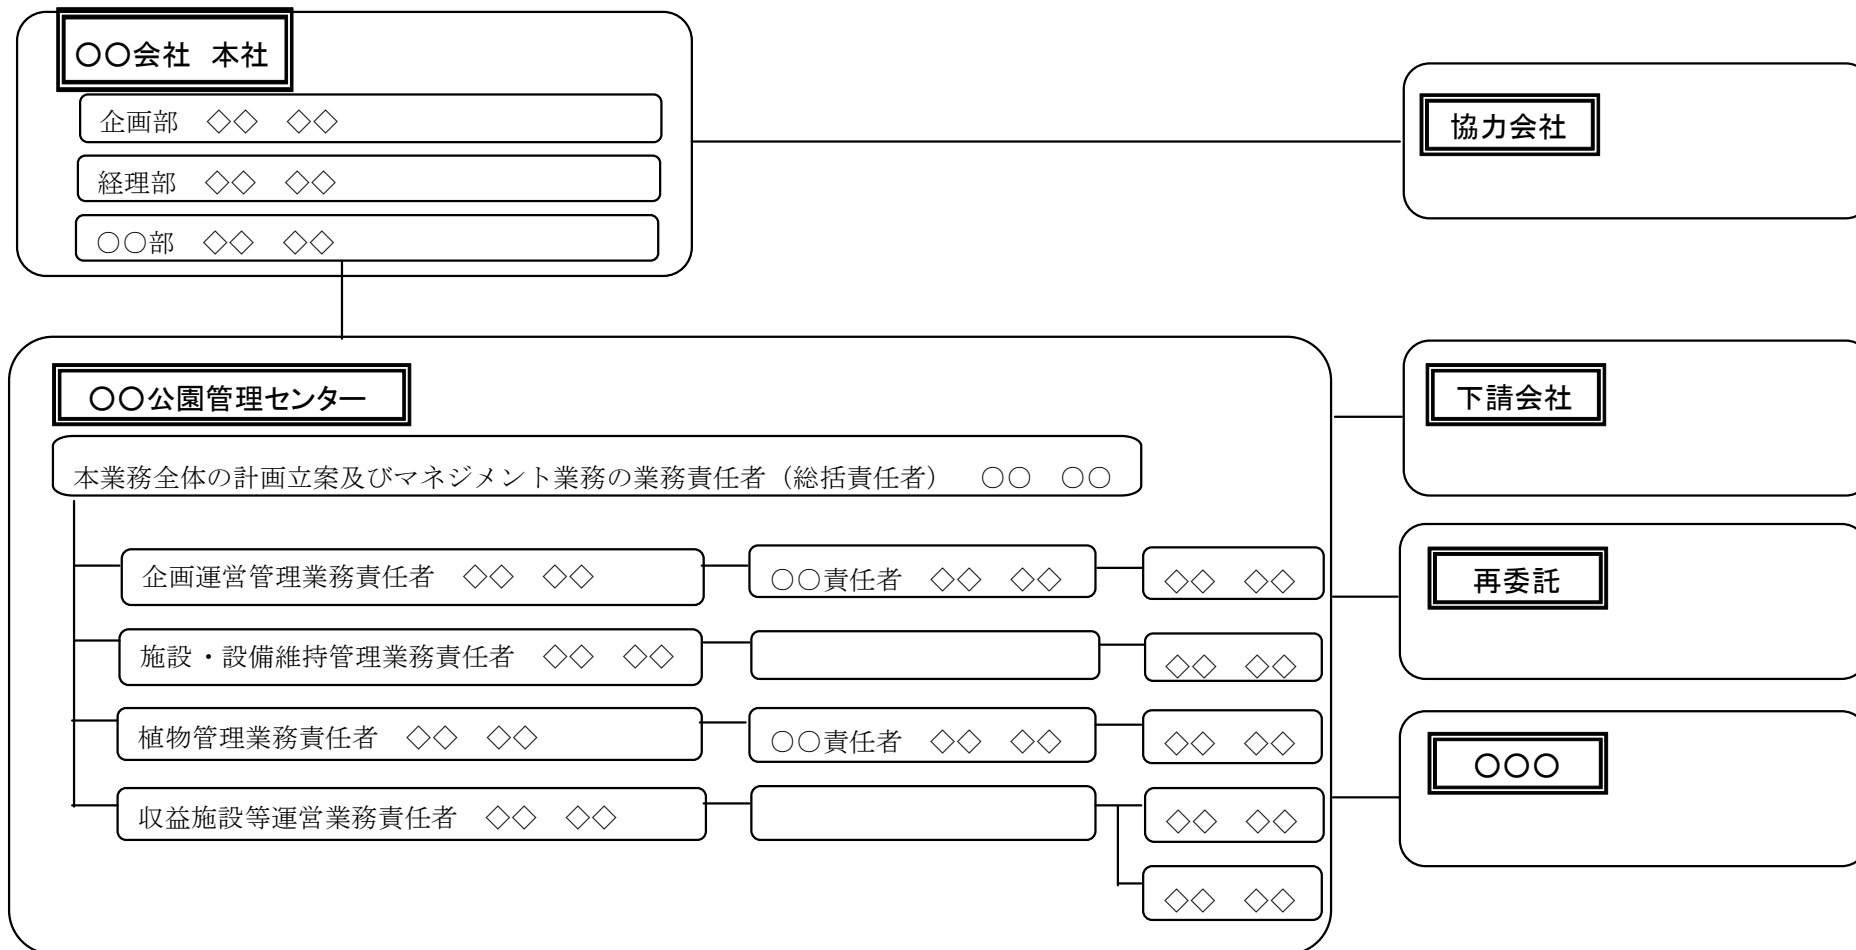 〇〇会社 本社
企画部 ◇◇ ◇◇
経理部 ◇◇ ◇◇
○○部 ◇◇ ◇◇
協力会社
〇〇公園管理センター
本業務全体の計画立案及びマネジメント業務の業務責任者（総括責任者） ○○ ○○
企画運営管理業務責任者 ◇◇ ◇◇
○○責任者 ◇◇ ◇◇
◇◇ ◇◇
施設・設備維持管理業務責任者 ◇◇ ◇◇
◇◇ ◇◇
植物管理業務責任者 ◇◇ ◇◇
○○責任者 ◇◇ ◇◇
◇◇ ◇◇
収益施設等運営業務責任者 ◇◇ ◇◇
◇◇ ◇◇
◇◇ ◇◇
下請会社
再委託
〇〇〇